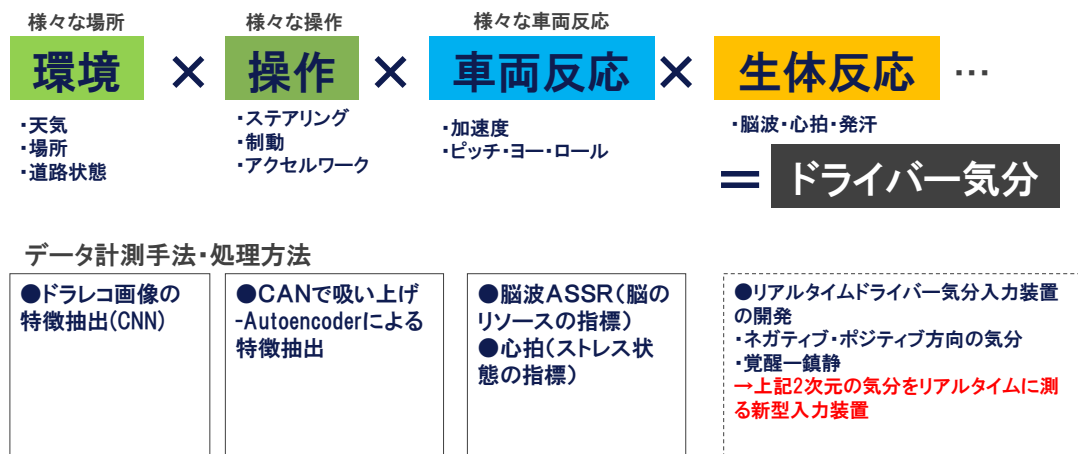 様々な場所
様々な操作
様々な車両反応
環境 × 操作 × 車両反応 × 生体反応 …
・天気
・場所
・道路状態
・ステアリング
・制動
・アクセルワーク
・加速度
・ピッチ・ヨー・ロール
・脳波・心拍・発汗
＝ ドライバー気分
データ計測手法・処理方法
●ドラレコ画像の
特徴抽出(CNN)
●CANで吸い上げ
-Autoencoderによる
特徴抽出
●脳波ASSR(脳の
リソースの指標)
●心拍(ストレス状
態の指標)
●リアルタイムドライバー気分入力装置
の開発
・ネガティブ・ポジティブ方向の気分
・覚醒ー鎮静
→上記2次元の気分をリアルタイムに測
る新型入力装置